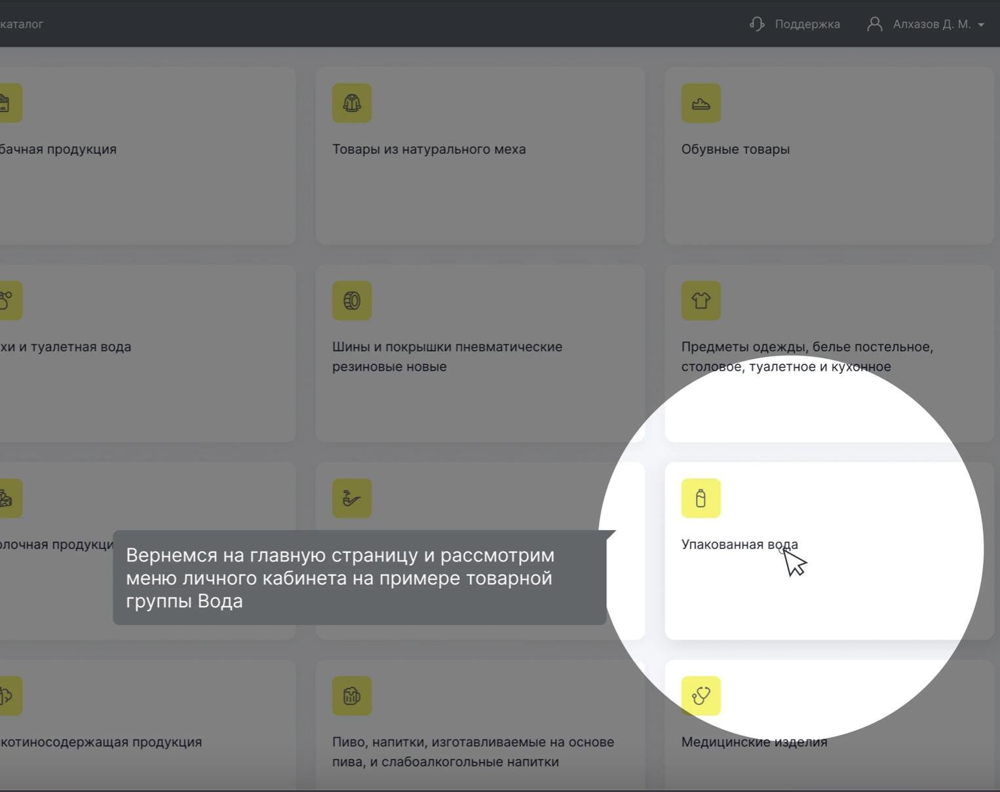 каталог
Поддержка
Алхазов Д. М.
бачная продукция
Товары из натурального меха
Обувные товары
хи и туалетная вода
Шины и покрышки пневматические
резиновые новые
Предметы одежды, белье постельное,
столовое, туалетное и кухонное
олочная продукци
Упакованная вода
Вернемся на главную страницу и рассмотрим
меню личного кабинета на примере товарной
группы Вода
котиносодержащая продукция
Пиво, напитки, изготавливаемые на основе
пива, и слабоалкогольные напитки
Медицинские изделия